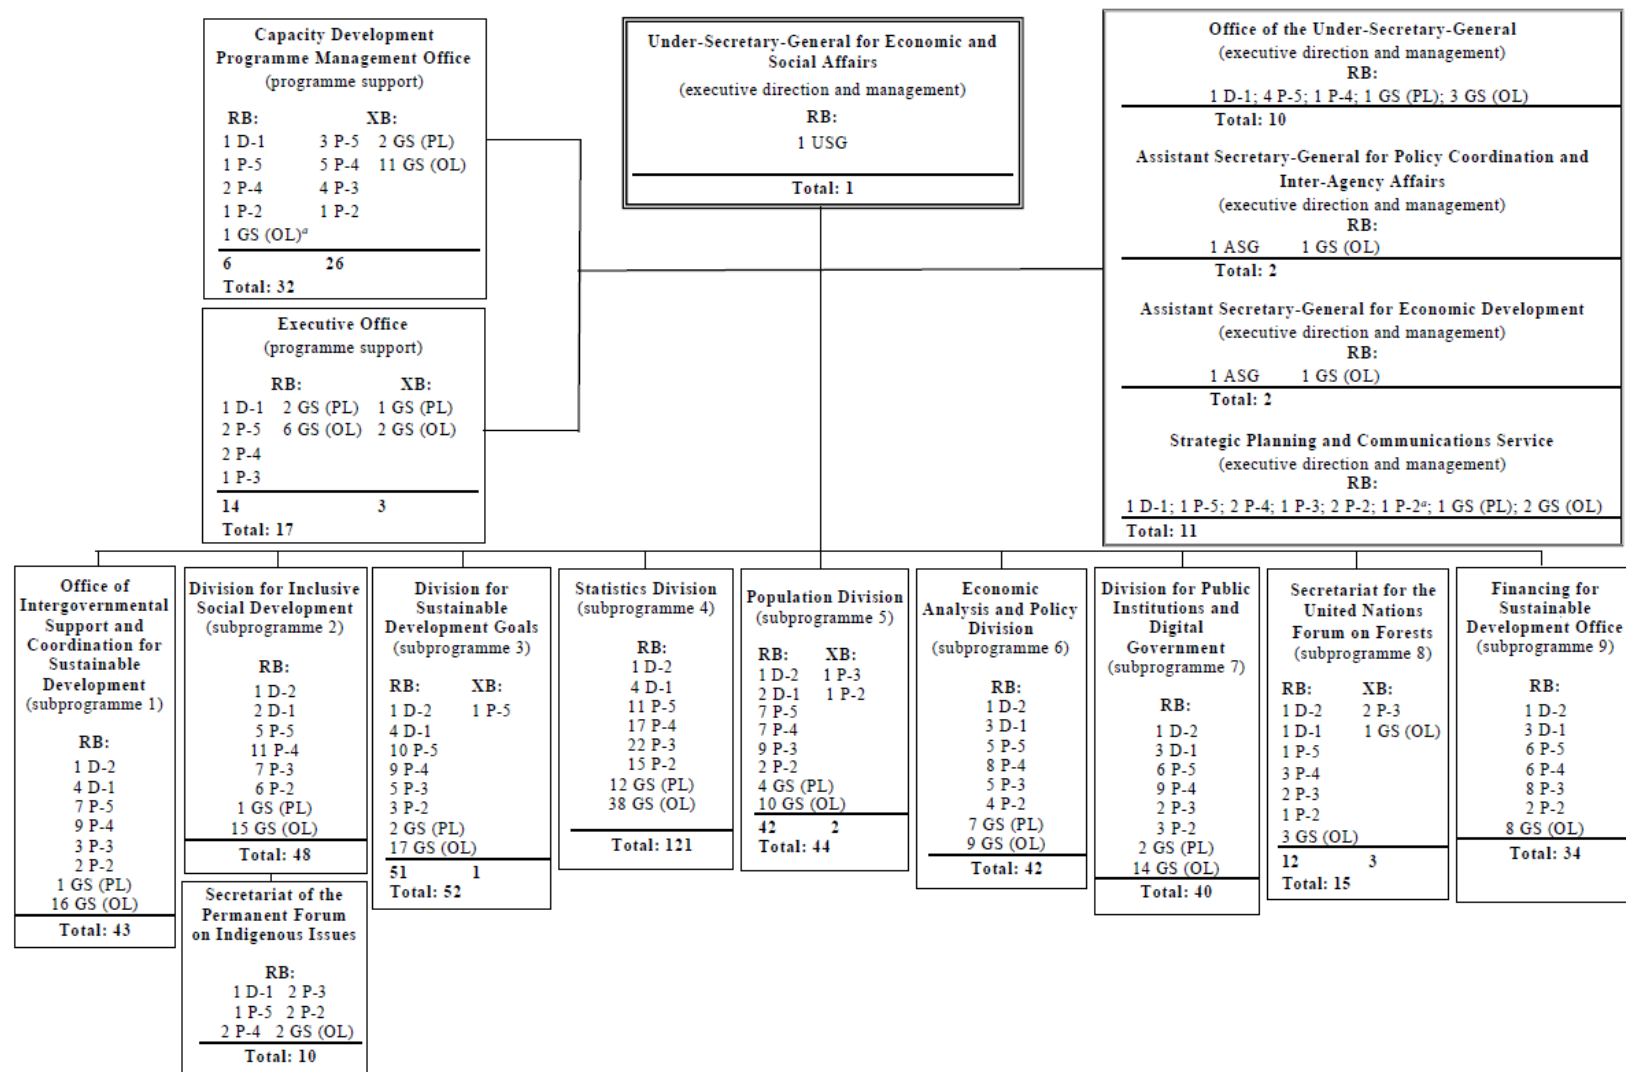 Capacity Development
Programme Management Office
(programme support)
RB: XB:
1 D-1 3 P-5 2 GS (PL)
1 P-5 5 P-4 11 GS (OL)
2 P-4 4 P-3
1 P-2 1 P-2
1 GS (OL)a
6 26
Total: 32
Executive Office
(programme support)
RB: XB:
1 D-1 2 GS (PL) 1 GS (PL)
2 P-5 6 GS (OL) 2 GS (OL)
2 P-4
1 P-3
14 3
Total: 17
Under-Secretary-General for Economic and
Social Affairs
(executive direction and management)
RB:
1 USG
Total: 1
Office of the Under-Secretary-General
(executive direction and management)
RB:
1 D-1; 4 P-5; 1 P-4; 1 GS (PL); 3 GS (OL)
Total: 10
Assistant Secretary-General for Policy Coordination and
Inter-Agency Affairs
(executive direction and management)
RB:
1 ASG 1 GS (OL)
Total: 2
Assistant Secretary-General for Economic Development
(executive direction and management)
RB:
1 ASG 1 GS (OL)
Total: 2
Strategic Planning and Communications Service
(executive direction and management)
RB:
1 D-1; 1 P-5; 2 P-4; 1 P-3; 2 P-2; 1 P-2a; 1 GS (PL); 2 GS (OL)
Total: 11
Office of
Intergovernmental
Support and
Coordination for
Sustainable
Development
(subprogramme 1)
RB:
1 D-2
4 D-1
7 P-5
9 P-4
3 P-3
2 P-2
1 GS (PL)
16 GS (OL)
Total: 43
Division for Inclusive
Social Development
(subprogramme 2)
RB:
1 D-2
2 D-1
5 P-5
11 P-4
7 P-3
6 P-2
1 GS (PL)
15 GS (OL)
Total: 48
Secretariat of the
Permanent Forum
on Indigenous Issues
RB:
1 D-1 2 P-3
1 P-5 2 P-2
2 P-4 2 GS (OL)
Total: 10
Division for
Sustainable
Development Goals
(subprogramme 3)
RB: XB:
1 D-2 1 P-5
4 D-1
10 P-5
9 P-4
5 P-3
3 P-2
2 GS (PL)
17 GS (OL)
51 1
Total: 52
Statistics Division
(subprogramme 4)
RB:
1 D-2
4 D-1
11 P-5
17 P-4
22 P-3
15 P-2
12 GS (PL)
38 GS (OL)
Total: 121
Population Division
(subprogramme 5)
RB: XB:
1 D-2 1 P-3
2 D-1 1 P-2
7 P-5
7 P-4
9 P-3
2 P-2
4 GS (PL)
10 GS (OL)
42 2
Total: 44
Economic
Analysis and Policy
Division
(subprogramme 6)
RB:
1 D-2
3 D-1
5 P-5
8 P-4
5 P-3
4 P-2
7 GS (PL)
9 GS (OL)
Total: 42
Division for Public
Institutions and
Digital
Government
(subprogramme 7)
RB:
1 D-2
3 D-1
6 P-5
9 P-4
2 P-3
3 P-2
2 GS (PL)
14 GS (OL)
Total: 40
Secretariat for the
United Nations
Forum on Forests
(subprogramme 8)
RB: XB:
1 D-2 2 P-3
1 D-1 1 GS (OL)
1 P-5
3 P-4
2 P-3
1 P-2
3 GS (OL)
12 3
Total: 15
Financing for
Sustainable
Development Office
(subprogramme 9)
RB:
1 D-2
3 D-1
6 P-5
6 P-4
8 P-3
2 P-2
8 GS (OL)
Total: 34